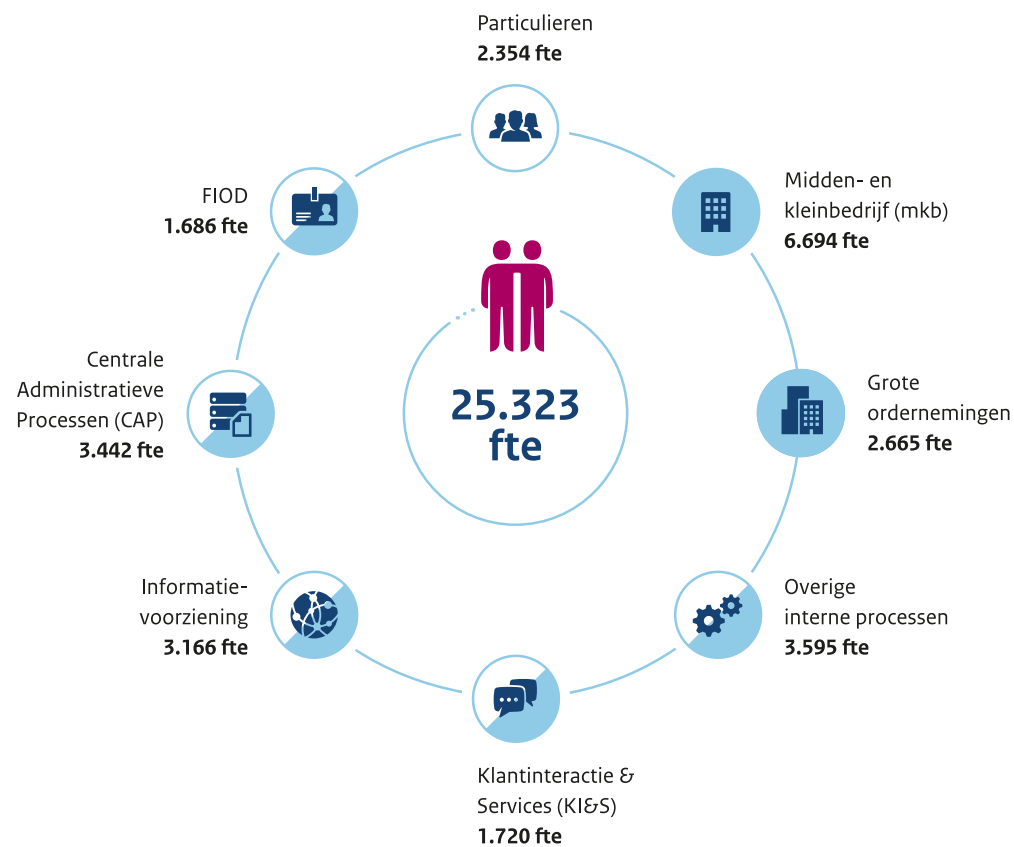 Particulieren
2.354 fte
Midden- en
kleinbedrijf (mkb)
6.694 fte
Grote
ordernemingen
2.665 fte
Overige
interne processen
3.595 fte
Klantinteractie &
Services (KI&S)
1.720 fte
Informatie-
voorziening
3.166 fte
Centrale
Administratieve
Processen (CAP)
3.442 fte
FIOD
1.686 fte
25.323
fte